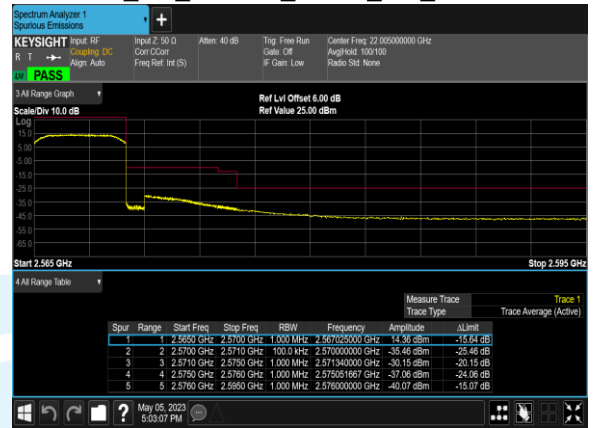 Spectrum Analyzer 1
Spurious Emissions
+
KEYSIGHT Input: RF Input Z: 50 Ω Atten: 40 dB Trig: Free Run Center Freq: 22.005000000 GHz
R T Coupling: DC Corr CCorr Gate: Off Avg|Hold: 100/100
Align: Auto Freq Ref: Int (S) IF Gain: Low Radio Std: None
PASS
3 All Range Graph
Ref Lvl Offset 6.00 dB
Scale/Div 10.0 dB Ref Value 25.00 dBm
Log
15.0
5.00
-5.00
-15.0
-25.0
-35.0
-45.0
-55.0
-65.0
Start 2.565 GHz Stop 2.595 GHz
4 All Range Table
Measure Trace Trace 1
Trace Type Trace Average (Active)
Spur Range Start Freq Stop Freq RBW Frequency Amplitude ΔLimit
1 1 2.5650 GHz 2.5700 GHz 1.000 MHz 2.567025000 GHz 14.36 dBm -15.64 dB
2 2 2.5700 GHz 2.5710 GHz 100.0 kHz 2.570000000 GHz -35.46 dBm -25.46 dB
3 3 2.5710 GHz 2.5750 GHz 1.000 MHz 2.571340000 GHz -30.15 dBm -20.15 dB
4 4 2.5750 GHz 2.5760 GHz 1.000 MHz 2.575051667 GHz -37.06 dBm -24.06 dB
5 5 2.5760 GHz 2.5950 GHz 1.000 MHz 2.576000000 GHz -40.07 dBm -15.07 dB
? May 05, 2023
5:03:07 PM